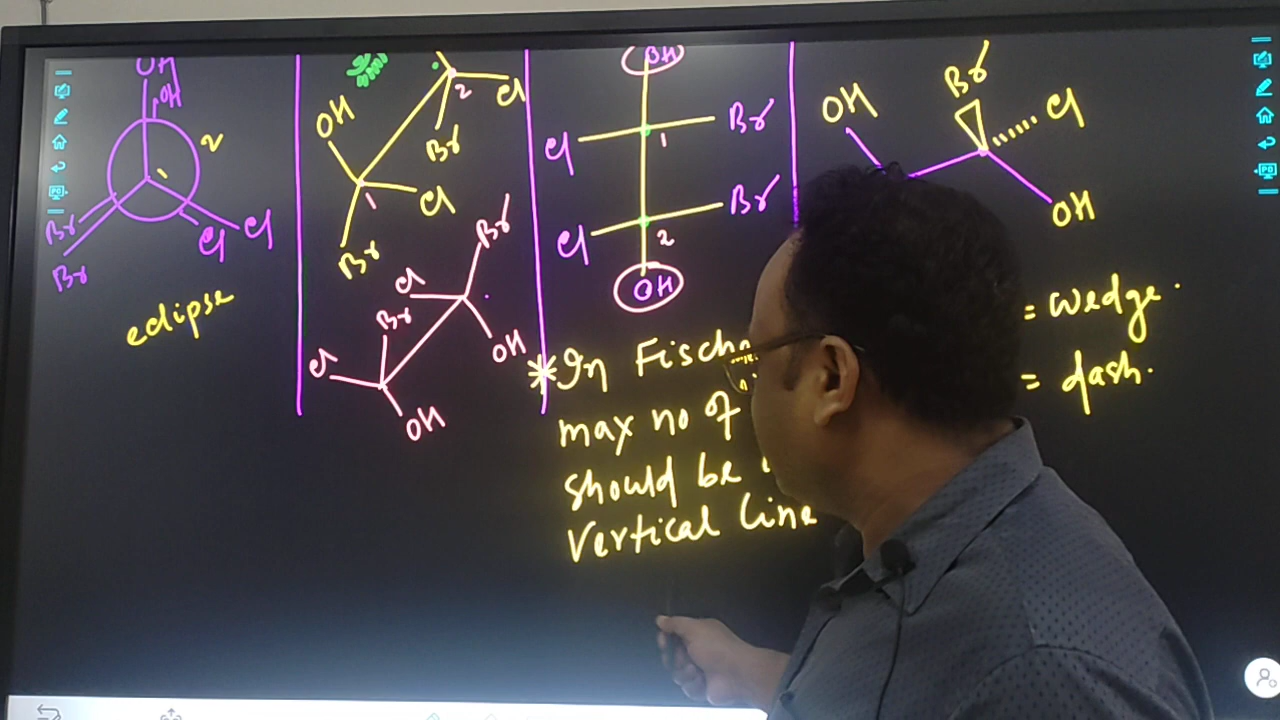 OH
OH
2
1
Br
Br
Cl
Cl
eclipse
2
Cl
OH
Br
1
Cl
Br
Br
Cl
Br
Cl
OH
OH
OH
Cl
Br
1
Cl
Br
2
OH
Br
OH
Cl
OH
= wedge.
= dash.
*In Fisch
max no of
should be
Vertical line